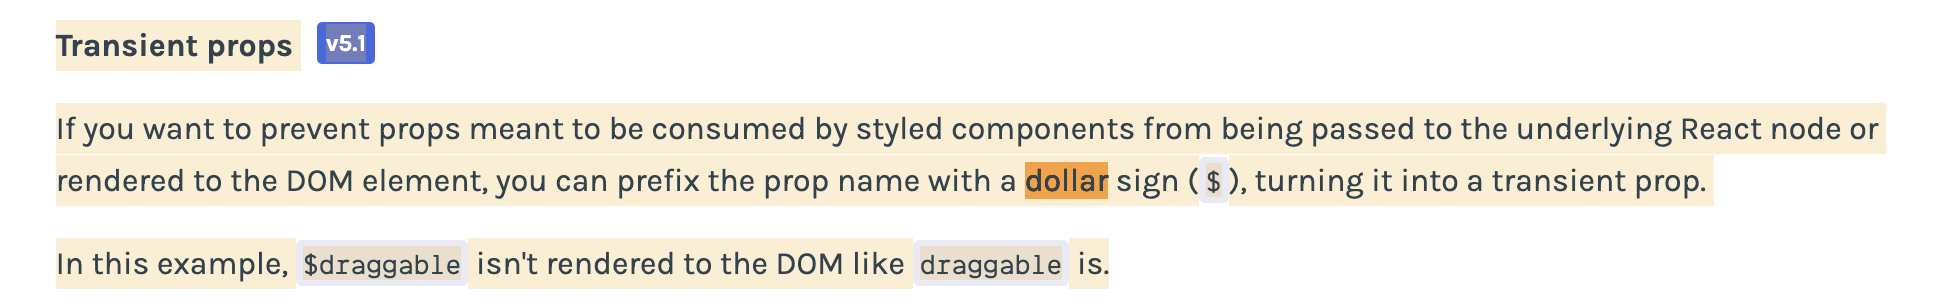 Transient props v5.1
If you want to prevent props meant to be consumed by styled components from being passed to the underlying React node or
rendered to the DOM element, you can prefix the prop name with a dollar sign ( $ ), turning it into a transient prop.
In this example, $draggable isn't rendered to the DOM like draggable is.